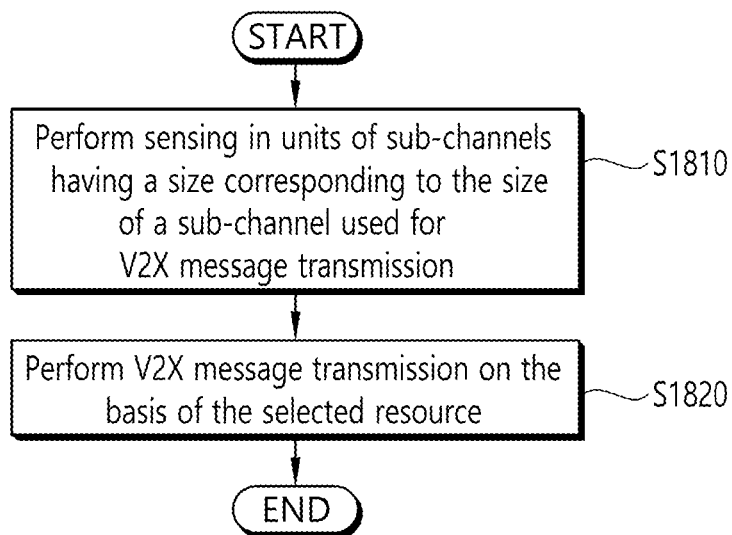 START
Perform sensing in units of sub-channels
having a size corresponding to the size
of a sub-channel used for
V2X message transmission
S1810
Perform V2X message transmission on the
basis of the selected resource
S1820
END